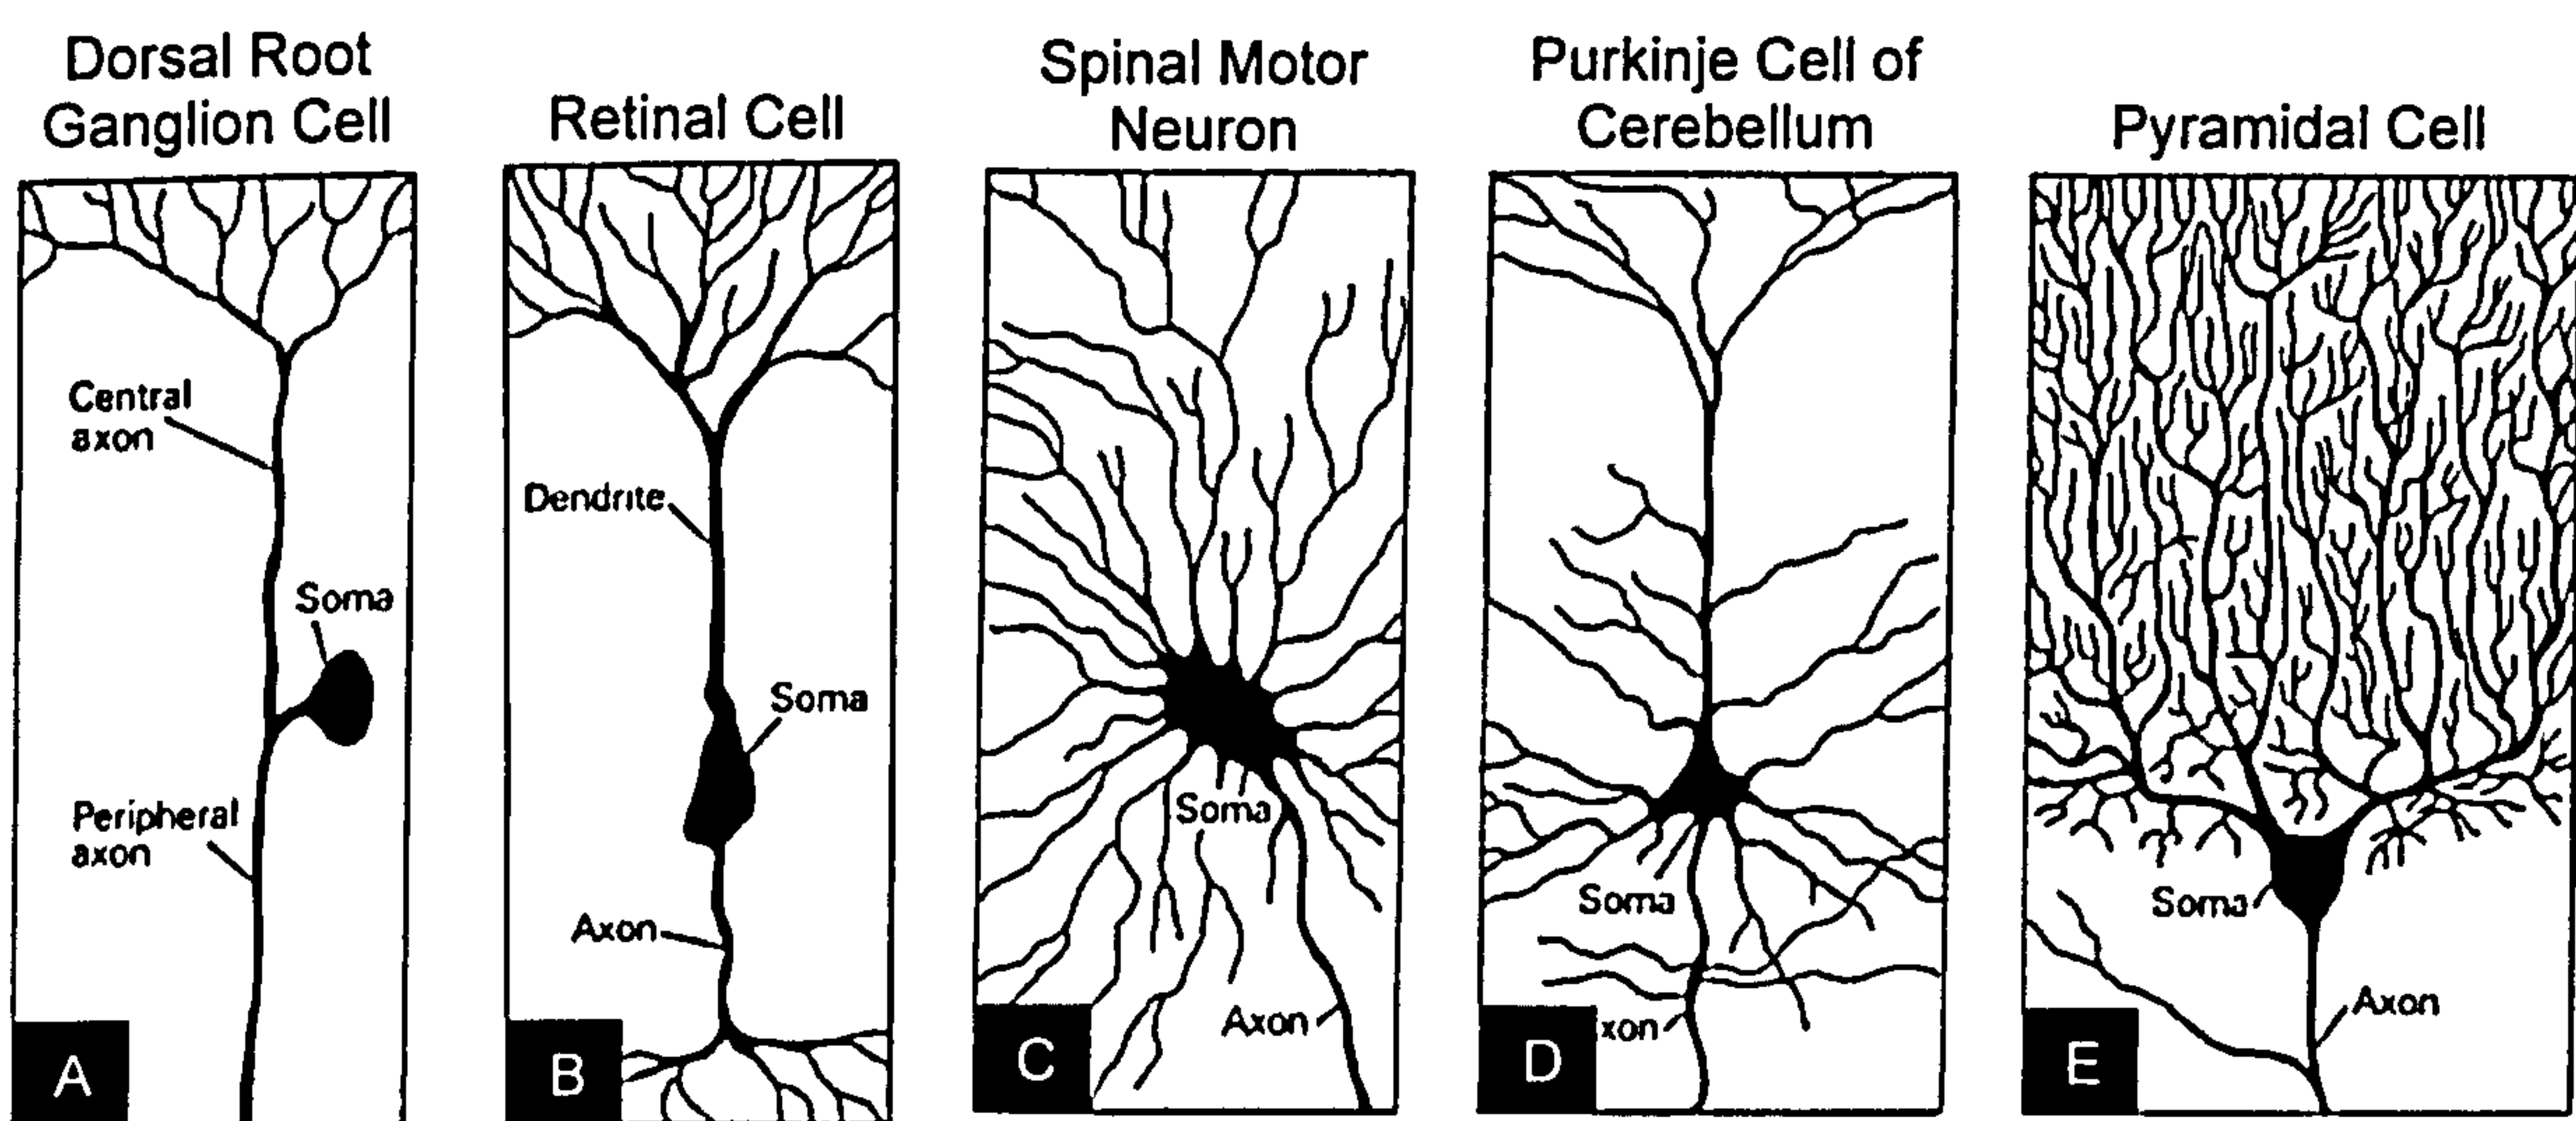 Dorsal Root
Ganglion Cell
Central
axon
Soma
Peripheral
axon
A
Retinal Cell
Dendrite
Soma
Axon
B
Spinal Motor
Neuron
Soma
Axon
C
Purkinje Cell of
Cerebellum
Soma
xon
D
Pyramidal Cell
Soma
Axon
E